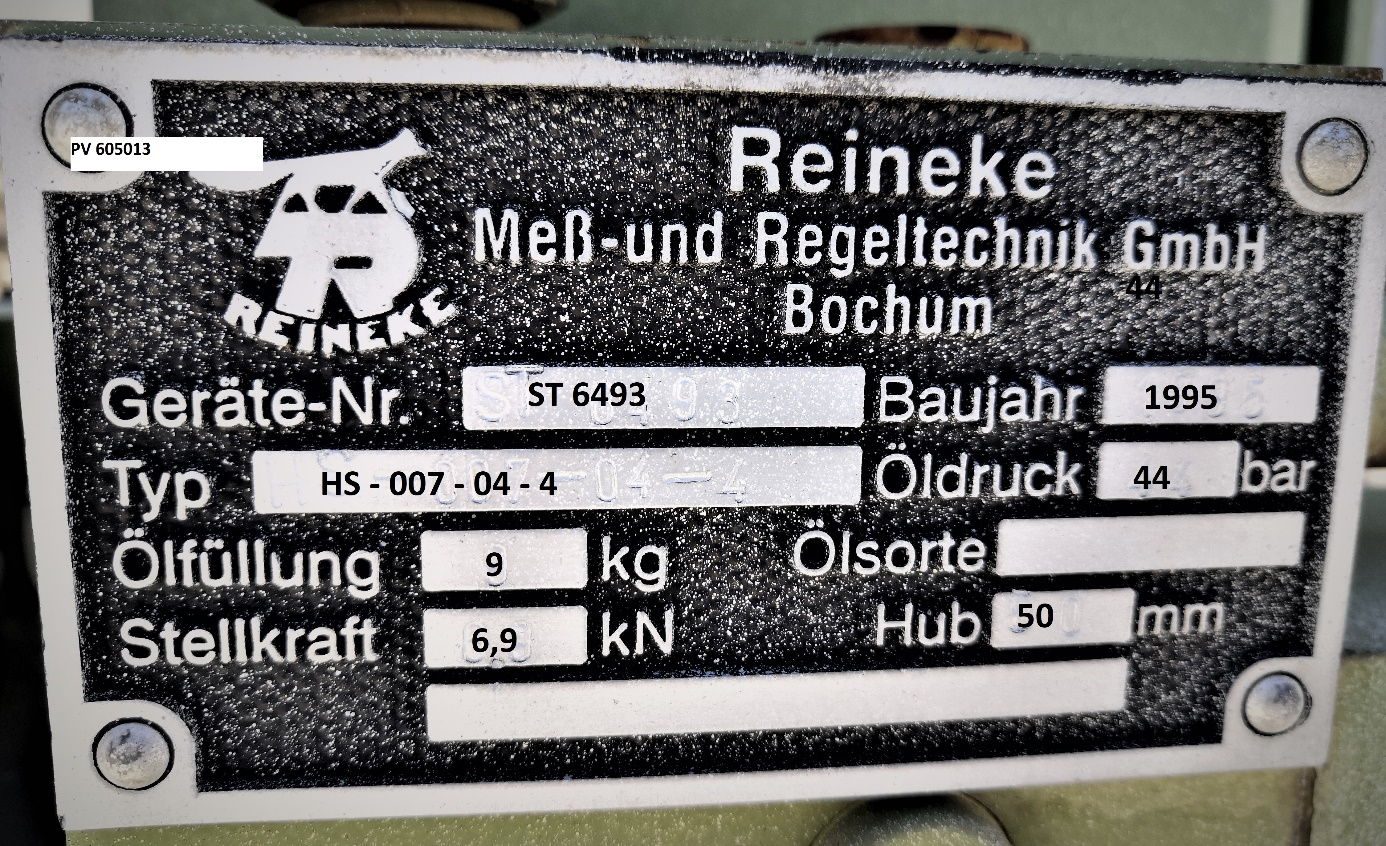 PV 605013
REINEKE
Reineke
Meß-und Regeltechnik GmbH
44
Bochum
Geräte-Nr. ST 6493 Baujahr 1995
Typ HS - 007 - 04 - 4 Öldruck 44 bar
Ölfüllung 9 kg Ölsorte
Stellkraft 6,9 kN Hub 50 mm